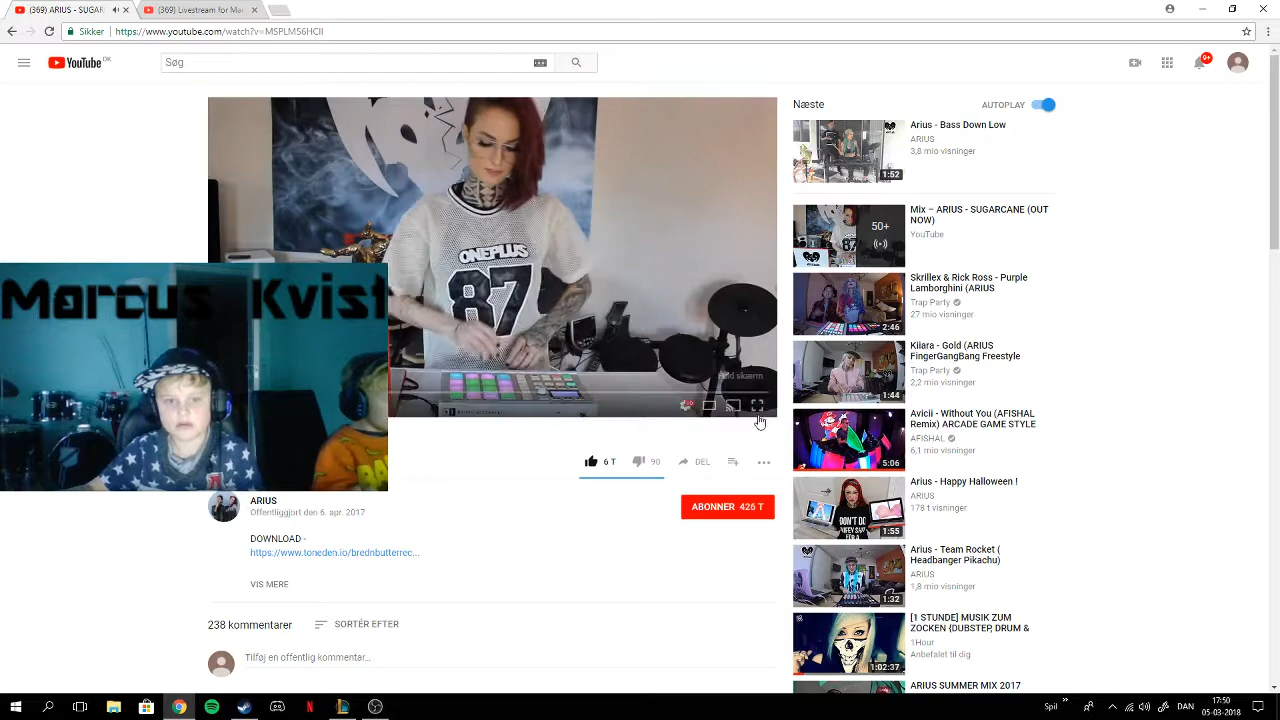 (369) ARIUS - SUGAR
(369) Livestream for Mar
Sikker
https://www.youtube.com/watch?v=MSPLM56HCII
YouTube DK
Søg
9+
ONEPLUS
87
Fuld skærm
Marcu kvist
6 T
90
DEL
ARIUS
Offentliggjort den 6. apr. 2017
ABONNER 426 T
DOWNLOAD -
https://www.toneden.io/brednbutterrec...
VIS MERE
238 kommentarer
SORTÉR EFTER
Tilføj en offentlig kommentar...
Næste
AUTOPLAY
Arius - Bass Down Low
ARIUS
3,8 mio visninger
1:52
Mix – ARIUS - SUGARCANE (OUT
NOW)
YouTube
50+
Skrillex & Rick Ross - Purple
Lamborghini (ARIUS
Trap Party
27 mio visninger
2:46
Kiiara - Gold (ARIUS
FingerGangBang Freestyle
Trap Party
2,2 mio visninger
1:44
Avicii - Without You (AFISHAL
Remix) ARCADE GAME STYLE
AFISHAL
6,1 mio visninger
5:06
Arius - Happy Halloween !
ARIUS
178 t visninger
1:55
Arius - Team Rocket (
Headbanger Pikachu)
ARIUS
1,8 mio visninger
1:32
[1 STUNDE] MUSIK ZUM
ZOCKEN {DUBSTEP, DRUM &
1Hour
Anbefalet til dig
1:02:37
ARIUS SUMMER MIX 2017
Spil
DAN
17:50
05-03-2018